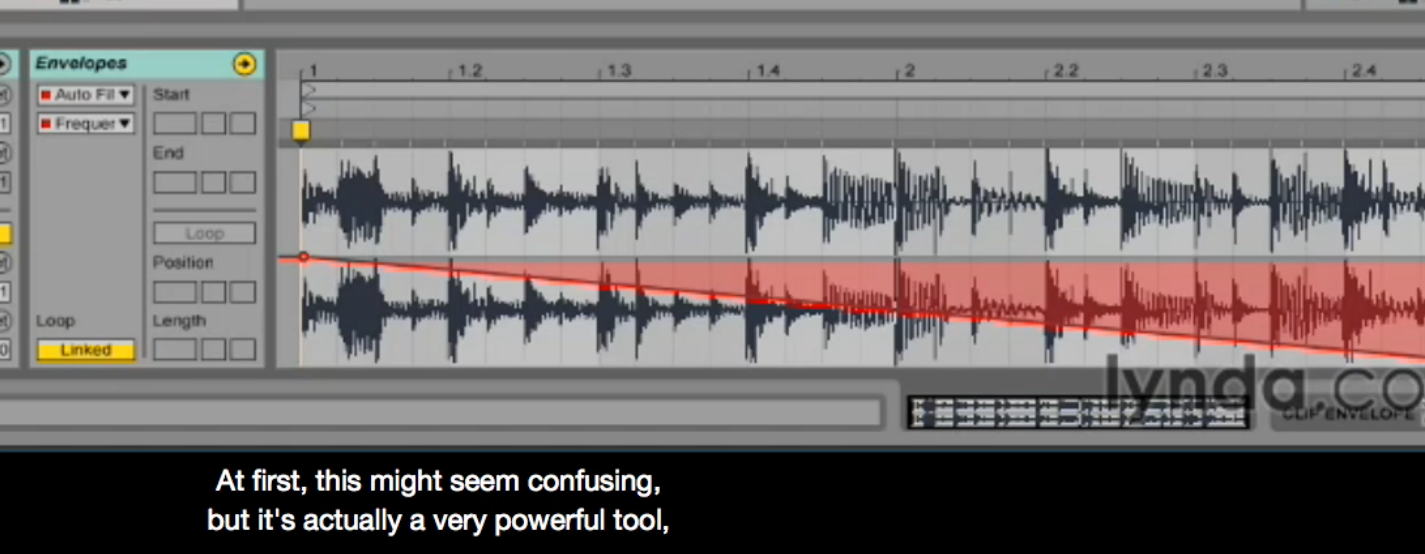 Envelopes
1 1.2 1.3 1.4 2 2.2 2.3 2.4
Auto Fil
Start
Frequer
End
Loop
Position
Loop
Length
Linked
lynda.co
CLIP ENVELOPE
At first, this might seem confusing,
but it's actually a very powerful tool,